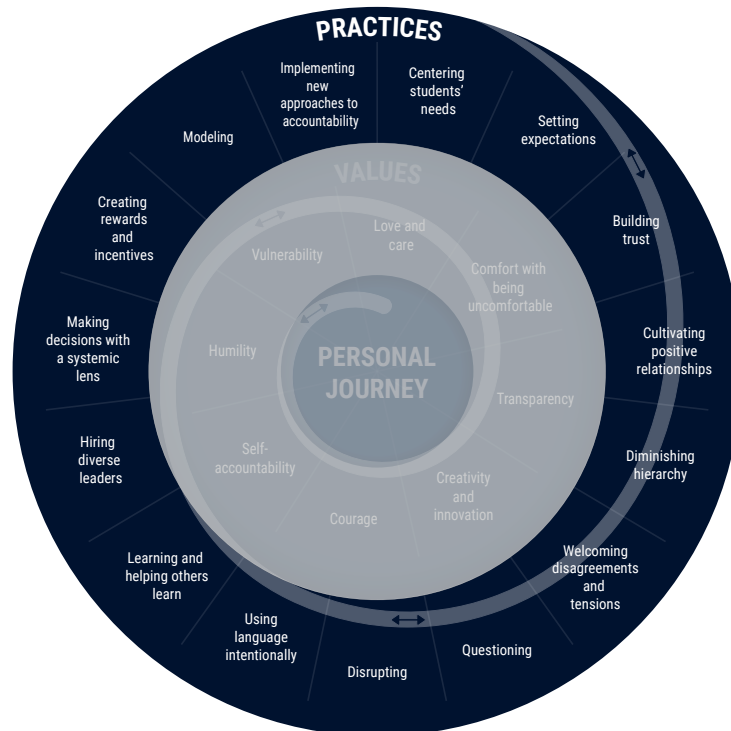 PRACTICES
Implementing
new
approaches to
accountability
Centering
students'
needs
Setting
expectations
Building
trust
Cultivating
positive
relationships
Diminishing
hierarchy
Welcoming
disagreements
and
tensions
Questioning
Disrupting
Using
language
intentionally
Learning and
helping others
learn
Hiring
diverse
leaders
Making
decisions with
a systemic
lens
Creating
rewards
and
incentives
Modeling
VALUES
Love and
care
Comfort with
being
uncomfortable
Transparency
Creativity
and
innovation
Courage
Self-
accountability
Humility
Vulnerability
PERSONAL
JOURNEY